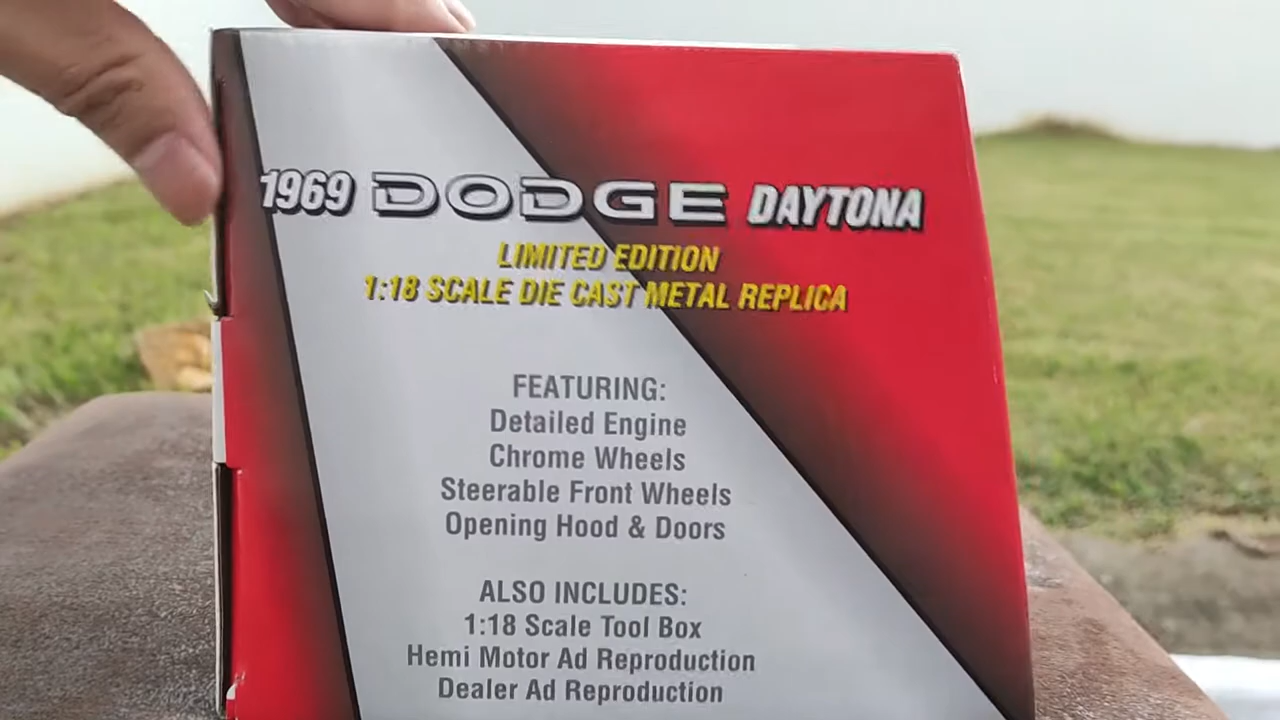 1969 DODGE DAYTONA
LIMITED EDITION
1:18 SCALE DIE CAST METAL REPLICA
FEATURING:
Detailed Engine
Chrome Wheels
Steerable Front Wheels
Opening Hood & Doors
ALSO INCLUDES:
1:18 Scale Tool Box
Hemi Motor Ad Reproduction
Dealer Ad Reproduction